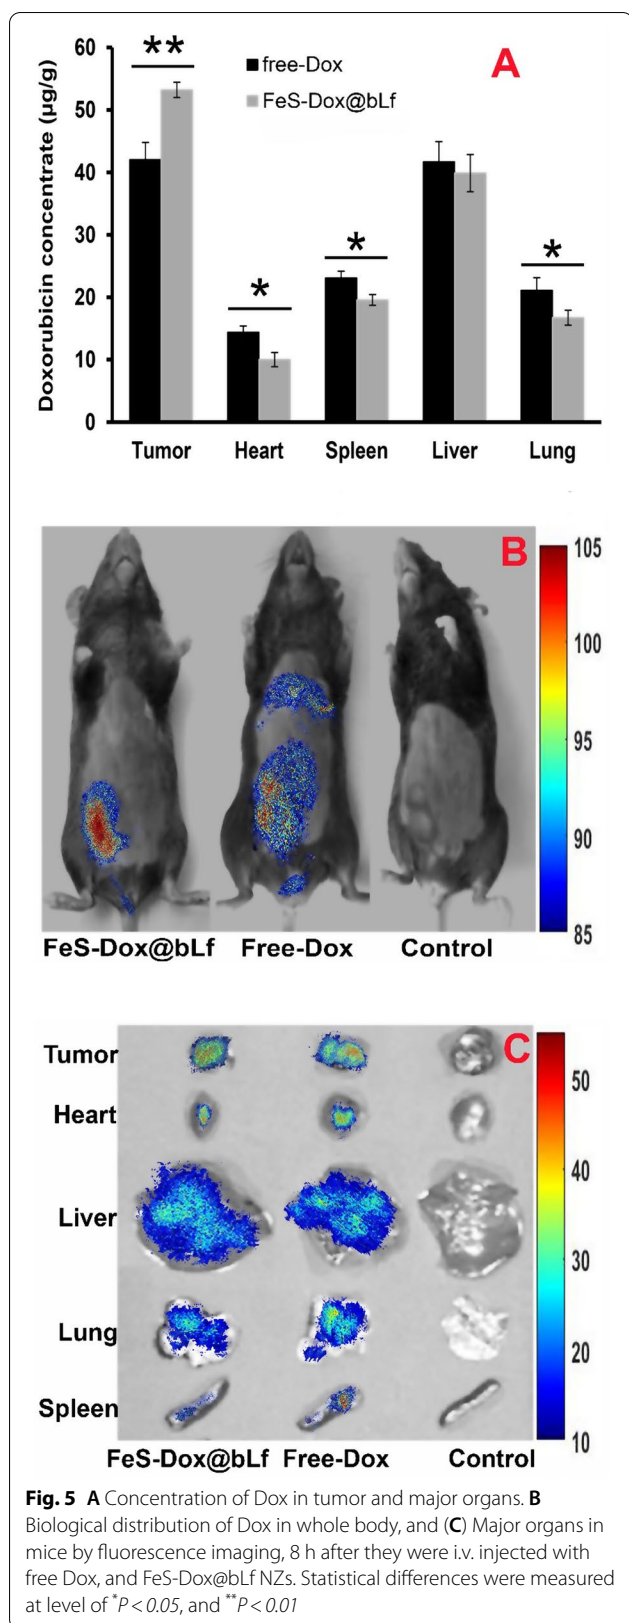 60
50
40
30
20
10
0
Doxorubicin concentrate (µg/g)
**
*
*
*
free-Dox
FeS-Dox@bLf
A
Tumor Heart Spleen Liver Lung
B
105
100
95
90
85
FeS-Dox@bLf Free-Dox Control
C
Tumor
Heart
Liver
Lung
Spleen
50
40
30
20
10
FeS-Dox@bLf Free-Dox Control
Fig. 5 A Concentration of Dox in tumor and major organs. B
Biological distribution of Dox in whole body, and (C) Major organs in
mice by fluorescence imaging, 8 h after they were i.v. injected with
free Dox, and FeS-Dox@bLf NZs. Statistical differences were measured
at level of *P < 0.05, and **P < 0.01